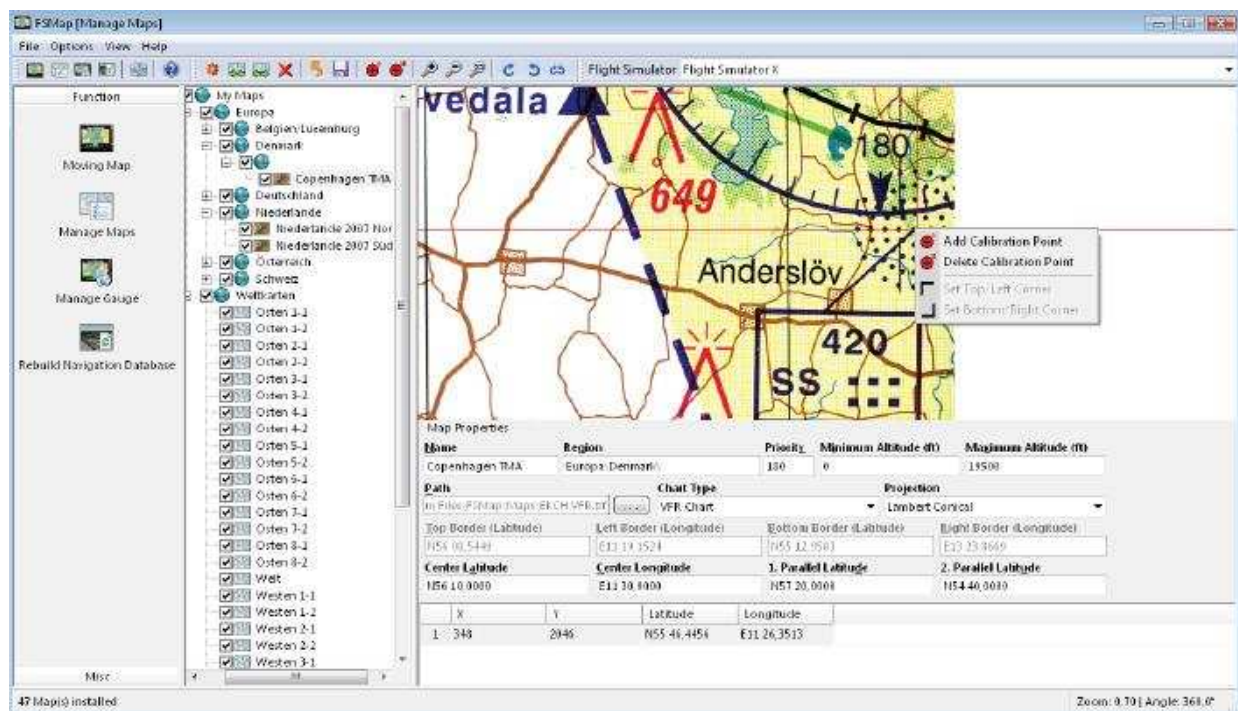 FSMap [Manage Maps]
File Options View Help
Flight Simulator Flight Simulator X
Function
Moving Map
Manage Maps
Manage Gauge
Rebuild Navigation Database
Misc
My Maps
Europa
Belgien/Luxemburg
Denmark
Copenhagen TMA
Deutschland
Niederlande
Niederlande 2007 Nor
Niederlande 2007 Süd
Österreich
Schweiz
Weltkarten
Osten 1-1
Osten 1-2
Osten 2-1
Osten 2-2
Osten 3-1
Osten 3-2
Osten 4-1
Osten 4-2
Osten 5-1
Osten 5-2
Osten 6-1
Osten 6-2
Osten 7-1
Osten 7-2
Osten 8-1
Osten 8-2
Welt
Westen 1-1
Westen 1-2
Westen 2-1
Westen 2-2
Westen 3-1
vedala
649
180
Anderslöv
420
SS
Add Calibration Point
Delete Calibration Point
Set Top/Left Corner
Set Bottom/Right Corner
Map Properties
Name Region Priority Minimum Altitude (ft) Maximum Altitude (ft)
Copenhagen TMA Europa\Denmark\ 180 0 19500
Path Chart Type Projection
VFR Chart Lambert Conical
Top Border (Latitude) Left Border (Longitude) Bottom Border (Latitude) Right Border (Longitude)
Center Latitude Center Longitude 1. Parallel Latitude 2. Parallel Latitude
N56 10,0000 E11 30,0000 N57 20,0000 N54 40,0000
X Y Latitude Longitude
1 348 2046 N55 46,4456 E11 26,3513
47 Map(s) installed
Zoom: 0.70 | Angle: 360,0°